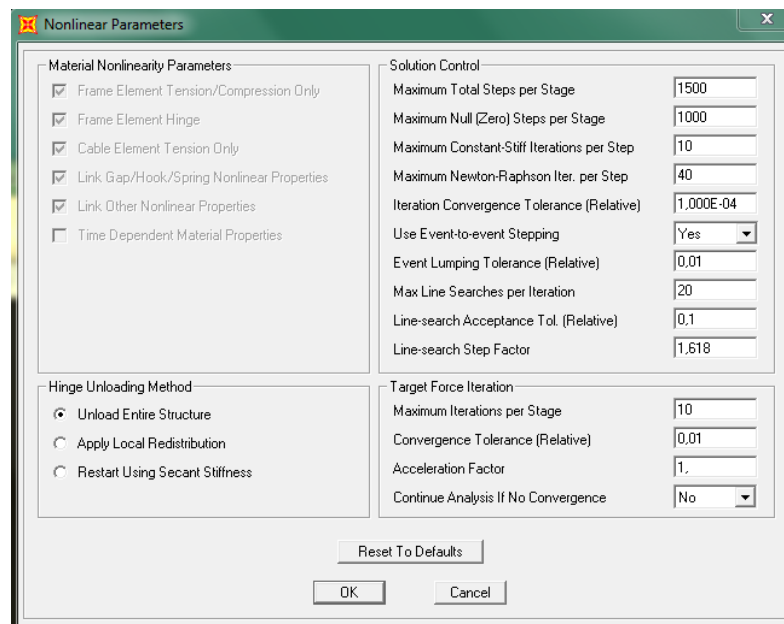 Nonlinear Parameters
x
Material Nonlinearity Parameters
Frame Element Tension/Compression Only
Frame Element Hinge
Cable Element Tension Only
Link Gap/Hook/Spring Nonlinear Properties
Link Other Nonlinear Properties
Time Dependent Material Properties
Solution Control
Maximum Total Steps per Stage 1500
Maximum Null (Zero) Steps per Stage 1000
Maximum Constant-Stiff Iterations per Step 10
Maximum Newton-Raphson Iter. per Step 40
Iteration Convergence Tolerance (Relative) 1,000E-04
Use Event-to-event Stepping Yes
Event Lumping Tolerance (Relative) 0,01
Max Line Searches per Iteration 20
Line-search Acceptance Tol. (Relative) 0,1
Line-search Step Factor 1,618
Hinge Unloading Method
Unload Entire Structure
Apply Local Redistribution
Restart Using Secant Stiffness
Target Force Iteration
Maximum Iterations per Stage 10
Convergence Tolerance (Relative) 0,01
Acceleration Factor 1,
Continue Analysis If No Convergence No
Reset To Defaults
OK Cancel